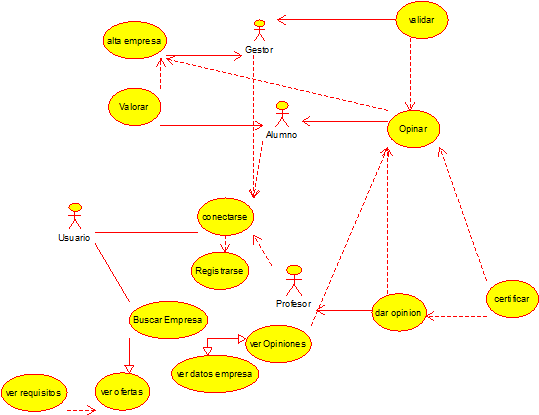 validar
alta empresa
Gestor
Valorar
Alumno
Opinar
conectarse
Usuario
Registrarse
Profesor
certificar
dar opinion
Buscar Empresa
ver Opiniones
ver datos empresa
ver requisitos
ver ofertas